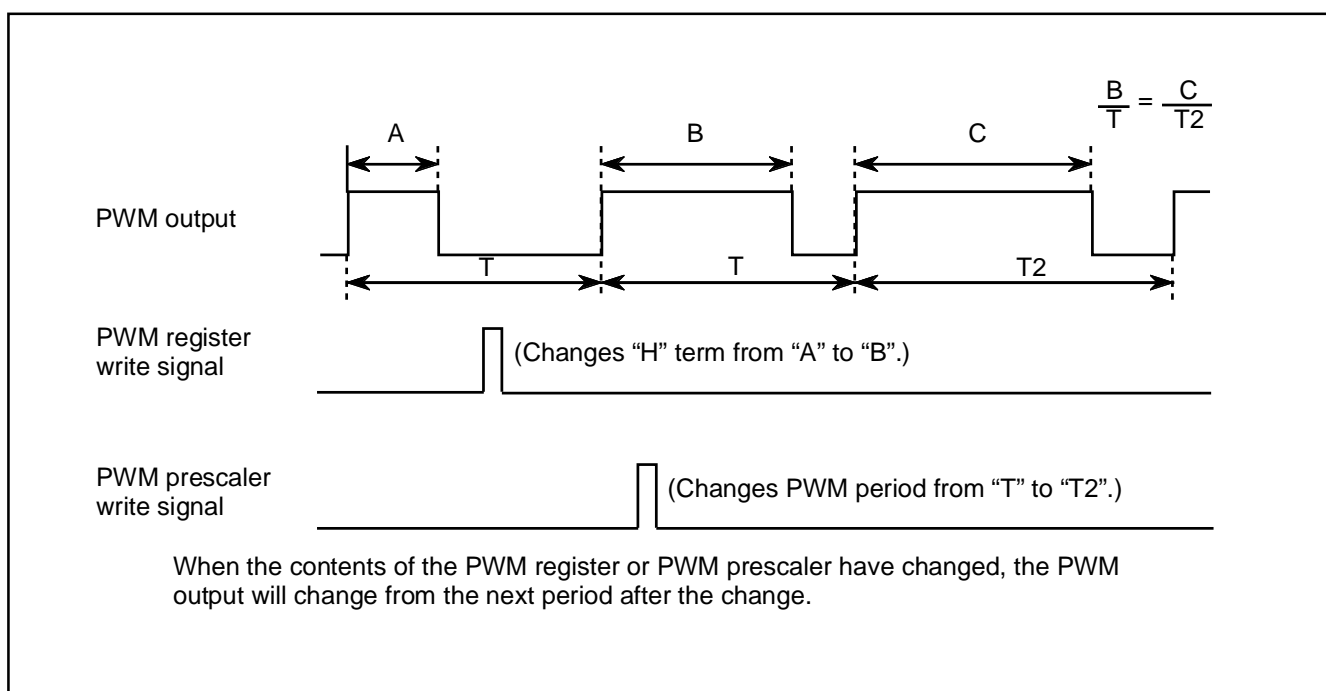 B/T = C/T2
A
B
C
PWM output
T
T
T2
PWM register
write signal
(Changes “H” term from “A” to “B”.)
PWM prescaler
write signal
(Changes PWM period from “T” to “T2”.)
When the contents of the PWM register or PWM prescaler have changed, the PWM
output will change from the next period after the change.